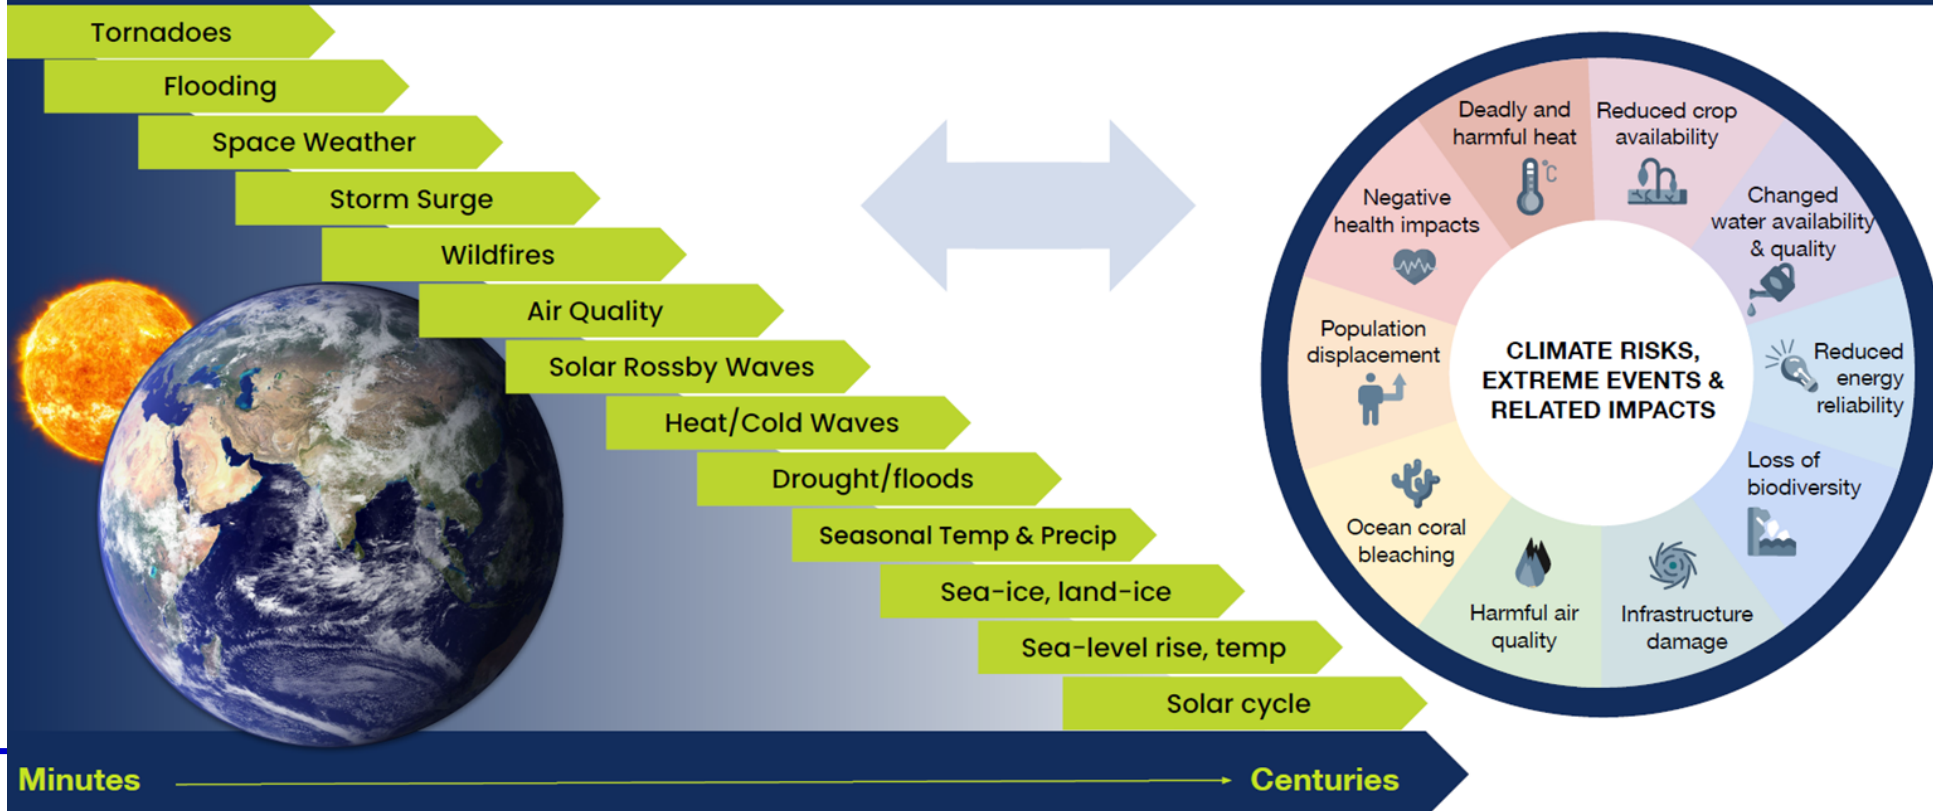 Tornadoes
Flooding
Space Weather
Storm Surge
Wildfires
Air Quality
Solar Rossby Waves
Heat/Cold Waves
Drought/floods
Seasonal Temp & Precip
Sea-ice, land-ice
Sea-level rise, temp
Solar cycle
Minutes
Centuries
CLIMATE RISKS,
EXTREME EVENTS &
RELATED IMPACTS
Deadly and
harmful heat
°C
Reduced crop
availability
Changed
water availability
& quality
Reduced
energy
reliability
Loss of
biodiversity
Infrastructure
damage
Harmful air
quality
Ocean coral
bleaching
Population
displacement
Negative
health impacts